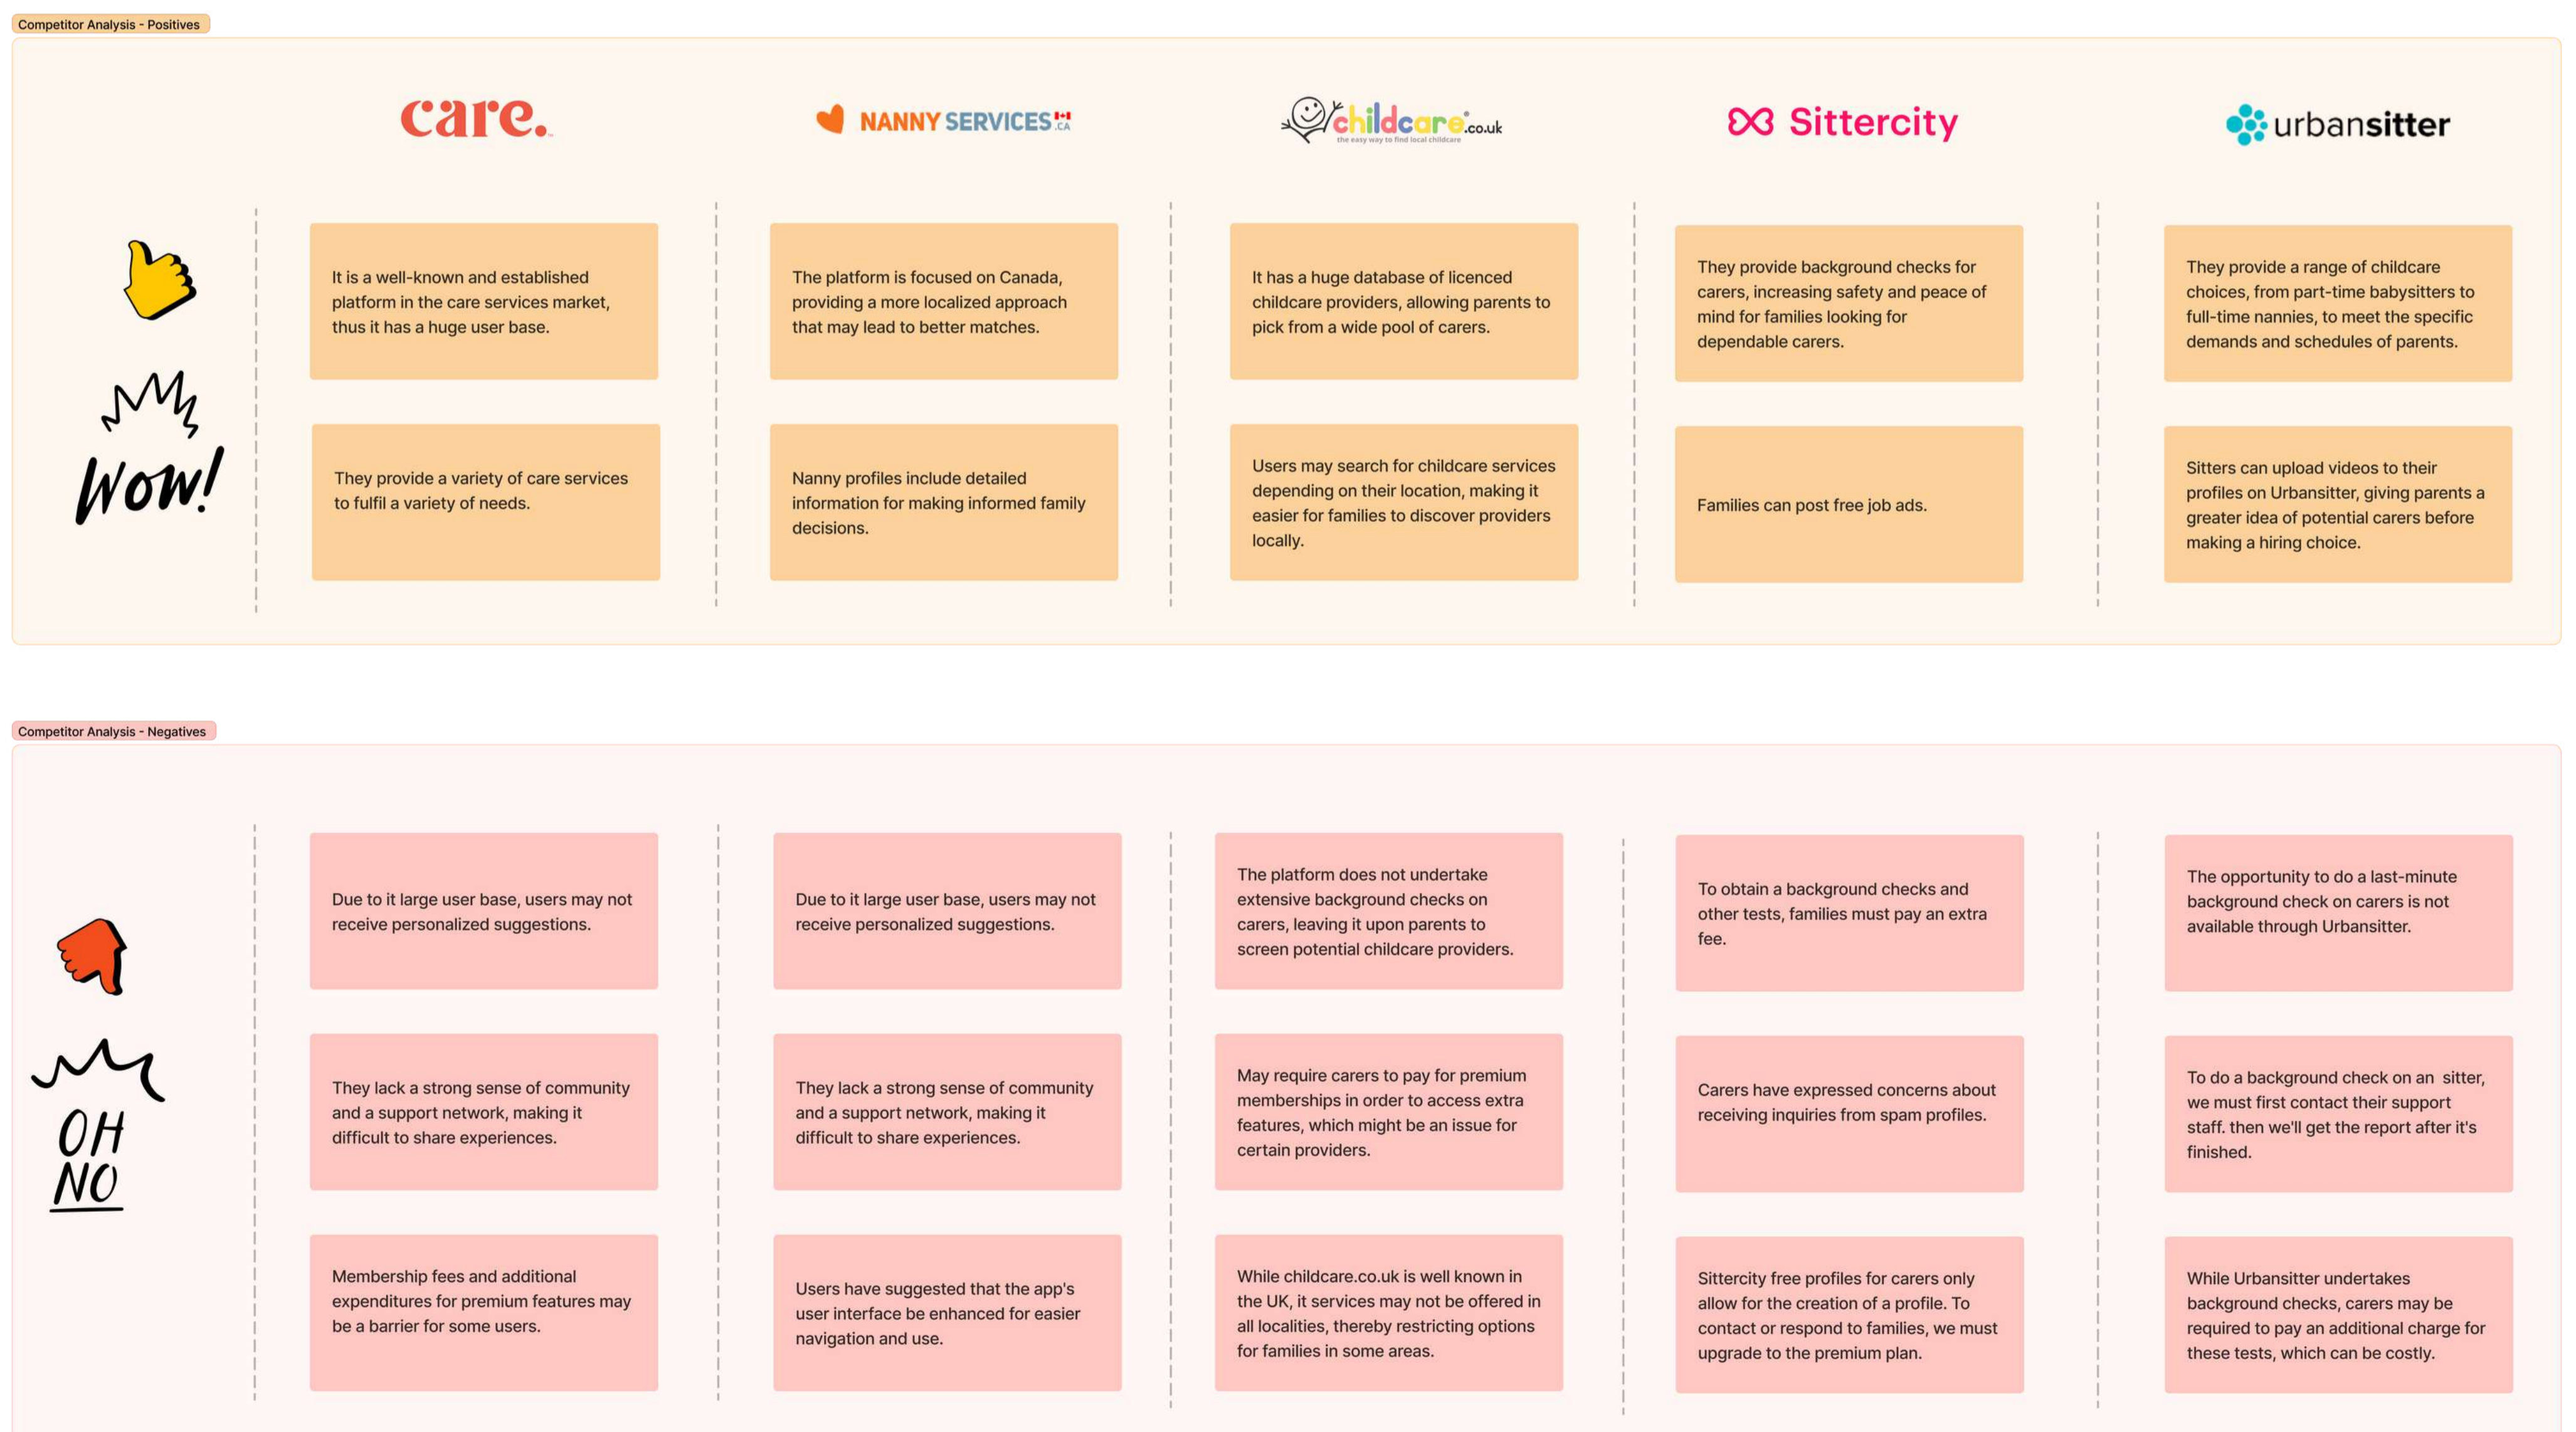 Competitor Analysis - Positives
care.
NANNY SERVICES.CA
childcare.co.uk
the easy way to find local childcare
Sittercity
urbansitter
Wow!
It is a well-known and established
platform in the care services market,
thus it has a huge user base.
The platform is focused on Canada,
providing a more localized approach
that may lead to better matches.
It has a huge database of licenced
childcare providers, allowing parents to
pick from a wide pool of carers.
They provide background checks for
carers, increasing safety and peace of
mind for families looking for
dependable carers.
They provide a range of childcare
choices, from part-time babysitters to
full-time nannies, to meet the specific
demands and schedules of parents.
They provide a variety of care services
to fulfil a variety of needs.
Nanny profiles include detailed
information for making informed family
decisions.
Users may search for childcare services
depending on their location, making it
easier for families to discover providers
locally.
Families can post free job ads.
Sitters can upload videos to their
profiles on Urbansitter, giving parents a
greater idea of potential carers before
making a hiring choice.
Competitor Analysis - Negatives
OH
NO
Due to it large user base, users may not
receive personalized suggestions.
Due to it large user base, users may not
receive personalized suggestions.
The platform does not undertake
extensive background checks on
carers, leaving it upon parents to
screen potential childcare providers.
To obtain a background checks and
other tests, families must pay an extra
fee.
The opportunity to do a last-minute
background check on carers is not
available through Urbansitter.
They lack a strong sense of community
and a support network, making it
difficult to share experiences.
They lack a strong sense of community
and a support network, making it
difficult to share experiences.
May require carers to pay for premium
memberships in order to access extra
features, which might be an issue for
certain providers.
Carers have expressed concerns about
receiving inquiries from spam profiles.
To do a background check on an  sitter,
we must first contact their support
staff. then we'll get the report after it's
finished.
Membership fees and additional
expenditures for premium features may
be a barrier for some users.
Users have suggested that the app's
user interface be enhanced for easier
navigation and use.
While childcare.co.uk is well known in
the UK, it services may not be offered in
all localities, thereby restricting options
for families in some areas.
Sittercity free profiles for carers only
allow for the creation of a profile. To
contact or respond to families, we must
upgrade to the premium plan.
While Urbansitter undertakes
background checks, carers may be
required to pay an additional charge for
these tests, which can be costly.